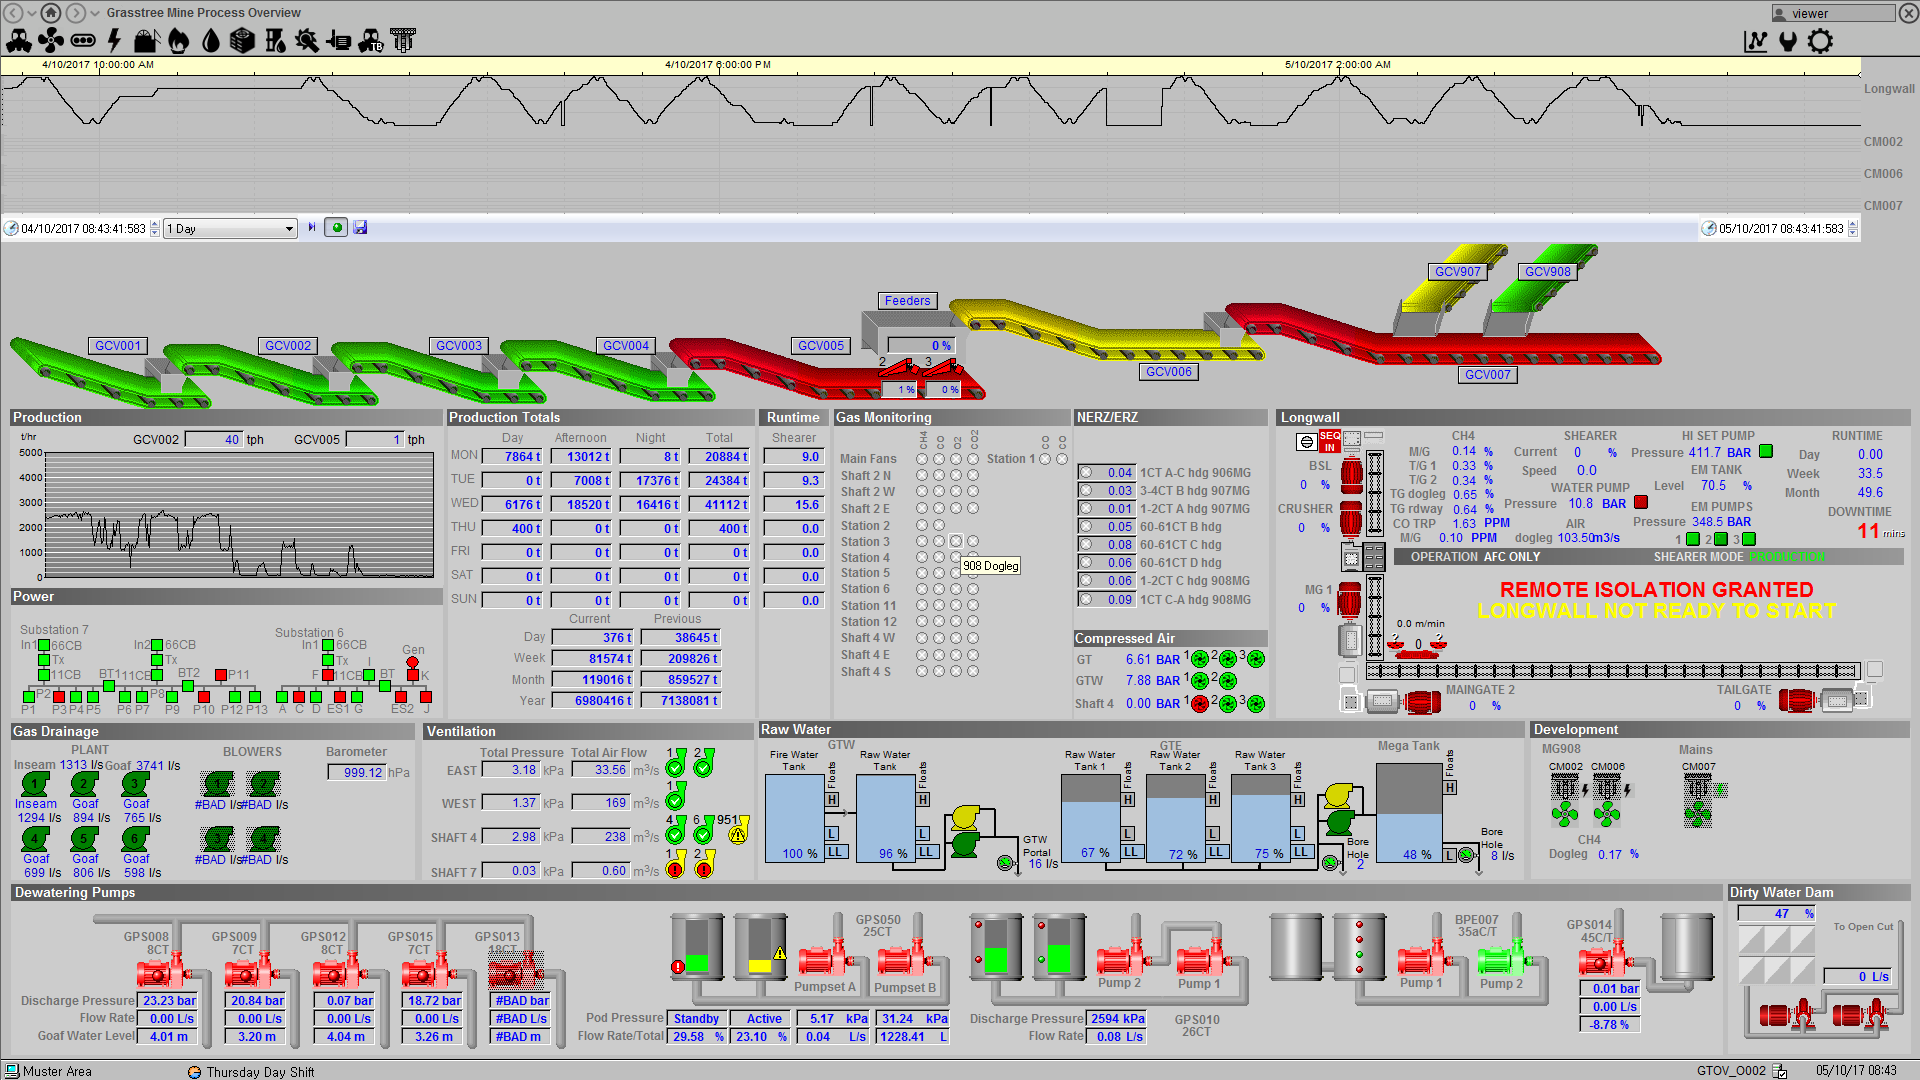 Grasstree Mine Process Overview
viewer
4/10/2017 10:00:00 AM 4/10/2017 6:00:00 PM 5/10/2017 2:00:00 AM
Longwall
CM002
CM006
CM007
04/10/2017 08:43:41:583 1 Day 05/10/2017 08:43:41:583
GCV907 GCV908
Feeders
GCV001 GCV002 GCV003 GCV004 GCV005 0 %
2 3
GCV006 GCV007
1 % 0 %
Production
t/hr GCV002 40 tph GCV005 1 tph
5000
4000
3000
2000
1000
0
Production Totals
Day Afternoon Night Total
MON 7864 t 13012 t 8 t 20884 t
TUE 0 t 7008 t 17376 t 24384 t
WED 6176 t 18520 t 16416 t 41112 t
THU 400 t 0 t 0 t 400 t
FRI 0 t 0 t 0 t 0 t
SAT 0 t 0 t 0 t 0 t
SUN 0 t 0 t 0 t 0 t
Current Previous
Day 376 t 38645 t
Week 81574 t 209826 t
Month 119016 t 859527 t
Year 6980416 t 7138081 t
Runtime
Shearer
9.0
9.3
15.6
0.0
0.0
0.0
0.0
Gas Monitoring
CH4 CO O2 CO2 CO CO
Main Fans Station 1
Shaft 2 N
Shaft 2 W
Shaft 2 E
Station 2
Station 3
Station 4
908 Dogleg
Station 5
Station 6
Station 11
Station 12
Shaft 4 W
Shaft 4 E
Shaft 4 S
NERZ/ERZ
0.04 1CT A-C hdg 906MG
0.03 3-4CT B hdg 907MG
0.01 1-2CT A hdg 907MG
0.05 60-61CT B hdg
0.08 60-61CT C hdg
0.06 60-61CT D hdg
0.06 1-2CT C hdg 908MG
0.09 1CT C-A hdg 908MG
Compressed Air
GT 6.61 BAR 1 2 3
GTW 7.88 BAR 1 2
Shaft 4 0.00 BAR 1 2 3
Longwall
SEQ IN
BSL 0 %
CRUSHER 0 %
MG 1 0 %
CH4
M/G 0.14 %
T/G 1 0.33 %
T/G 2 0.34 %
TG dogleg 0.65 %
TG rdway 0.64 %
CO TRP 1.63 PPM
M/G 0.10 PPM
SHEARER
Current 0 %
Speed 0.0
WATER PUMP
Pressure 10.8 BAR
AIR
dogleg 103.50m3/s
HI SET PUMP
Pressure 411.7 BAR
EM TANK
Level 70.5 %
EM PUMPS
Pressure 348.5 BAR
1 2 3
RUNTIME
Day 0.00
Week 33.5
Month 49.6
DOWNTIME
11 mins
OPERATION AFC ONLY SHEARER MODE PRODUCTION
REMOTE ISOLATION GRANTED
LONGWALL NOT READY TO START
0.0 m/min
? 0 ?
MAINGATE 2 0 %
TAILGATE 0 %
Power
Substation 7 Substation 6
In1 66CB In2 66CB In1 66CB Gen
Tx Tx Tx I
11CB BT1 11CB BT2 P11 F 11CB BT K
P2 P8
P1 P3 P4 P5 P6 P7 P9 P10 P12 P13 A C D ES1 G ES2 J
Gas Drainage
PLANT BLOWERS Barometer
Inseam 1313 l/s Goaf 3741 l/s 999.12 hPa
1 2 3 1 2
Inseam Goaf Goaf #BAD l/s #BAD l/s
1294 l/s 894 l/s 765 l/s
4 5 6 3 4
Goaf Goaf Goaf #BAD l/s #BAD l/s
699 l/s 806 l/s 598 l/s
Ventilation
Total Pressure Total Air Flow
EAST 3.18 kPa 33.56 m³/s 1 2
WEST 1.37 kPa 169 m³/s 1
SHAFT 4 2.98 kPa 238 m³/s 4 6 951
SHAFT 7 0.03 kPa 0.60 m³/s 1 2
Raw Water
GTW GTE Mega Tank
Fire Water Tank Floats H L LL 100 %
Raw Water Tank Floats H L LL 96 %
GTW Portal 16 l/s
Raw Water Tank 1 Floats H L LL 67 %
Raw Water Tank 2 Floats H L LL 72 %
Raw Water Tank 3 Floats H L LL 75 %
Bore Hole 2
Floats H L 48 %
Bore Hole 8 l/s
Development
MG908 Mains
CM002 CM006 CM007
CH4
Dogleg 0.17 %
Dewatering Pumps
GPS008 8CT GPS009 7CT GPS012 8CT GPS015 7CT GPS013 18CT
Discharge Pressure 23.23 bar 20.84 bar 0.07 bar 18.72 bar #BAD bar
Flow Rate 0.00 L/s 0.00 L/s 0.00 L/s 0.00 L/s #BAD L/s
Goaf Water Level 4.01 m 3.20 m 4.04 m 3.26 m #BAD m
GPS050 25CT
Pumpset A Pumpset B
Pod Pressure Standby Active 5.17 kPa 31.24 kPa
Flow Rate/Total 29.58 % 23.10 % 0.04 L/s 1228.41 L
Pump 2 Pump 1
Discharge Pressure 2594 kPa GPS010
Flow Rate 0.08 L/s 26CT
BPE007 35aC/T
Pump 1 Pump 2
GPS014 45C/T
0.01 bar
0.00 L/s
-8.78 %
Dirty Water Dam
47 %
To Open Cut
0 L/s
Muster Area Thursday Day Shift GTOV_O002 05/10/17 08:43